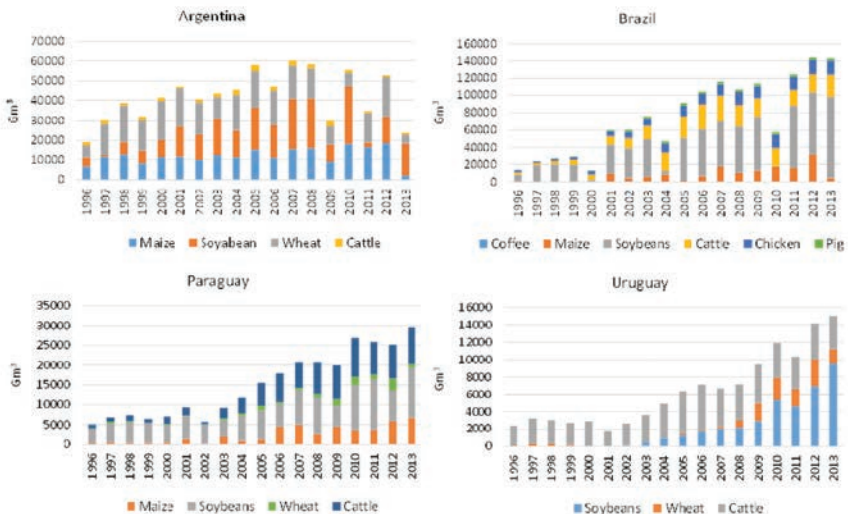 Argentina
70000
60000
50000
40000
30000
20000
10000
0
Gm³
1996 1997 1998 1999 2000 2001 2002 2003 2004 2005 2006 2007 2008 2009 2010 2011 2012 2013
Maize Soyabean Wheat Cattle
Brazil
160000
140000
120000
100000
80000
60000
40000
20000
0
Gm³
1996 1997 1998 1999 2000 2001 2002 2003 2004 2005 2006 2007 2008 2009 2010 2011 2012 2013
Coffee Maize Soybeans Cattle Chicken Pig
Paraguay
35000
30000
25000
20000
15000
10000
5000
0
Gm³
1996 1997 1998 1999 2000 2001 2002 2003 2004 2005 2006 2007 2008 2009 2010 2011 2012 2013
Maize Soybeans Wheat Cattle
Uruguay
16000
14000
12000
10000
8000
6000
4000
2000
0
Gm³
1996 1997 1998 1999 2000 2001 2002 2003 2004 2005 2006 2007 2008 2009 2010 2011 2012 2013
Soybeans Wheat Cattle